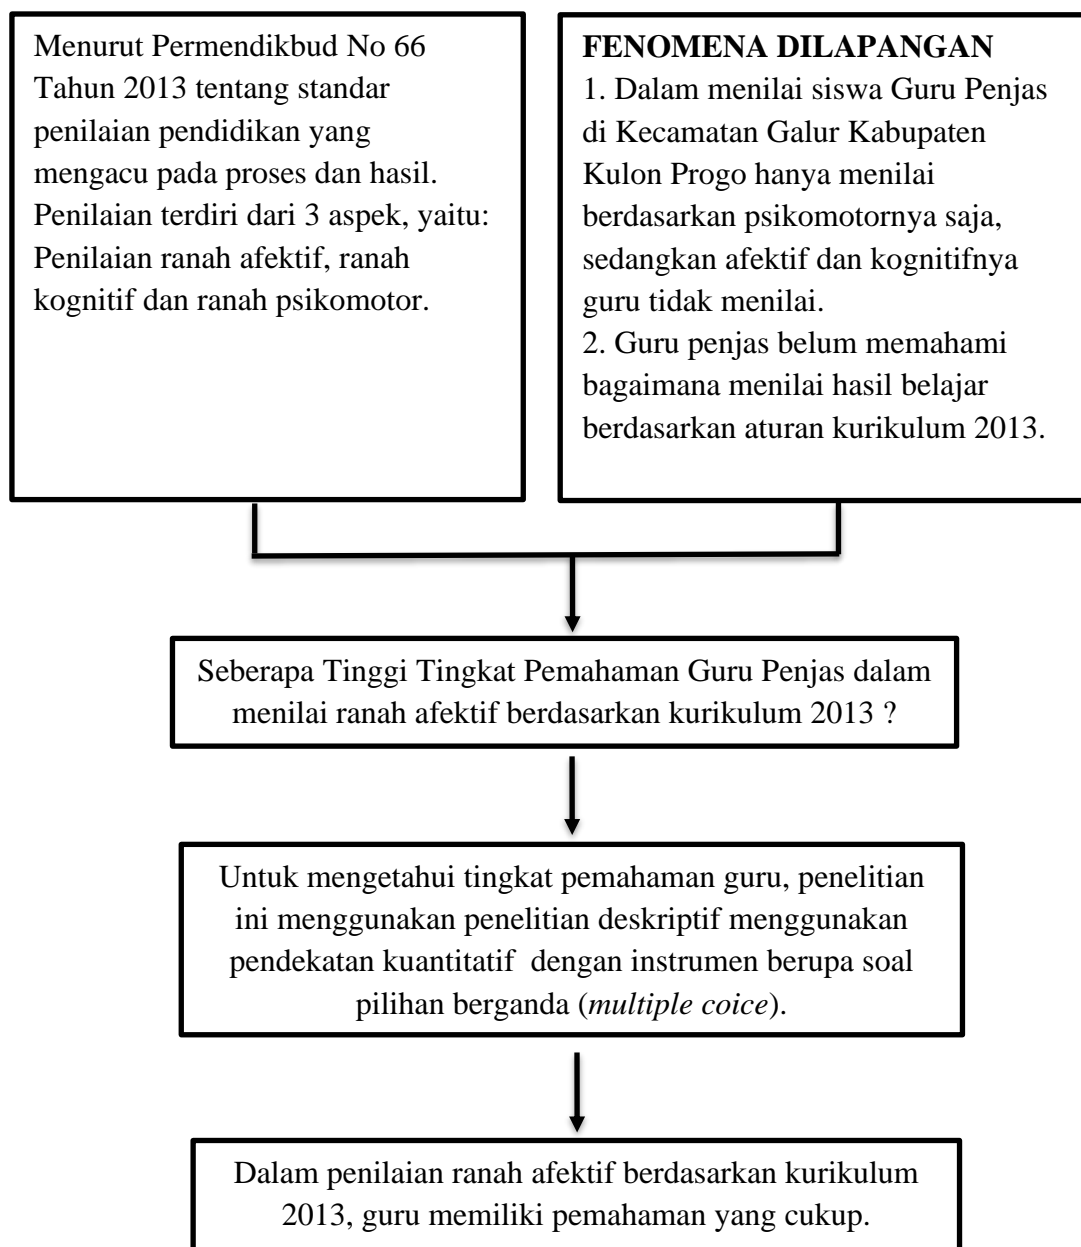 Menurut Permendikbud No 66
Tahun 2013 tentang standar
penilaian pendidikan yang
mengacu pada proses dan hasil.
Penilaian terdiri dari 3 aspek, yaitu:
Penilaian ranah afektif, ranah
kognitif dan ranah psikomotor.
FENOMENA DILAPANGAN
1. Dalam menilai siswa Guru Penjas
di Kecamatan Galur Kabupaten
Kulon Progo hanya menilai
berdasarkan psikomotornya saja,
sedangkan afektif dan kognitifnya
guru tidak menilai.
2. Guru penjas belum memahami
bagaimana menilai hasil belajar
berdasarkan aturan kurikulum 2013.
Seberapa Tinggi Tingkat Pemahaman Guru Penjas dalam
menilai ranah afektif berdasarkan kurikulum 2013 ?
Untuk mengetahui tingkat pemahaman guru, penelitian
ini menggunakan penelitian deskriptif menggunakan
pendekatan kuantitatif dengan instrumen berupa soal
pilihan berganda (multiple coice).
Dalam penilaian ranah afektif berdasarkan kurikulum
2013, guru memiliki pemahaman yang cukup.